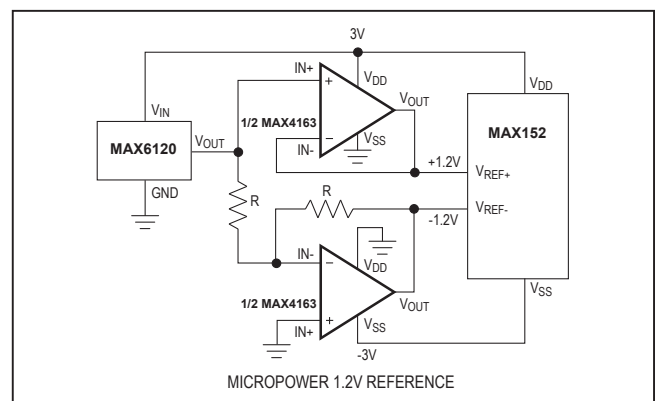 3V
IN+
+
VDD
VIN
VOUT
1/2 MAX4163
VOUT
VDD
MAX6120
MAX152
−
IN-
VSS
+1.2V
VREF+
GND
R
R
-1.2V
VREF-
IN-
−
VDD
1/2 MAX4163
VOUT
VSS
+
IN+
VSS
-3V
MICROPOWER 1.2V REFERENCE